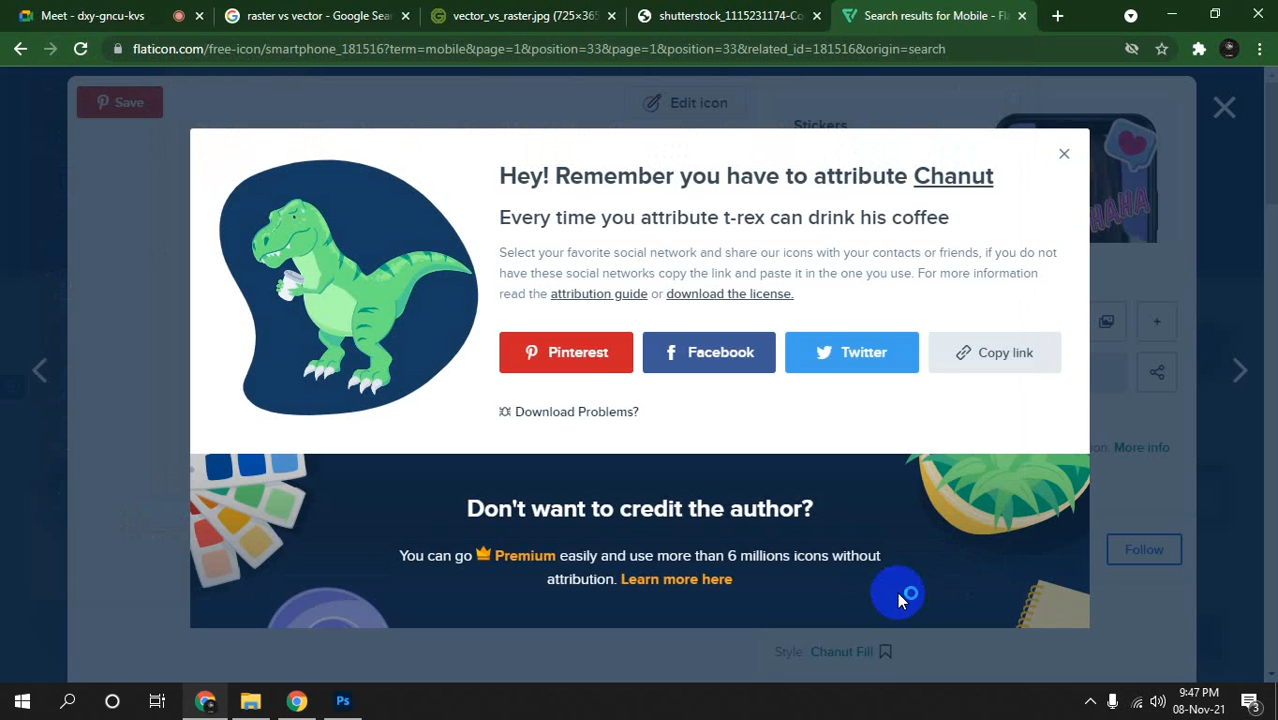 Meet - dxy-gncu-kvs
raster vs vector - Google Sea
vector_vs_raster.jpg (725×365
shutterstock_1115231174-Co
Search results for Mobile - Fl
flaticon.com/free-icon/smartphone_181516?term=mobile&page=1&position=33&page=1&position=33&related_id=181516&origin=search
Save
Edit icon
Stickers
HAHA
Hey! Remember you have to attribute Chanut
Every time you attribute t-rex can drink his coffee
Select your favorite social network and share our icons with your contacts or friends, if you do not
have these social networks copy the link and paste it in the one you use. For more information
read the attribution guide or download the license.
Pinterest
Facebook
Twitter
Copy link
Download Problems?
on. More info
Don't want to credit the author?
You can go Premium easily and use more than 6 millions icons without
attribution. Learn more here
Follow
Style Chanut Fill
Ps
9:47 PM
08-Nov-21
3